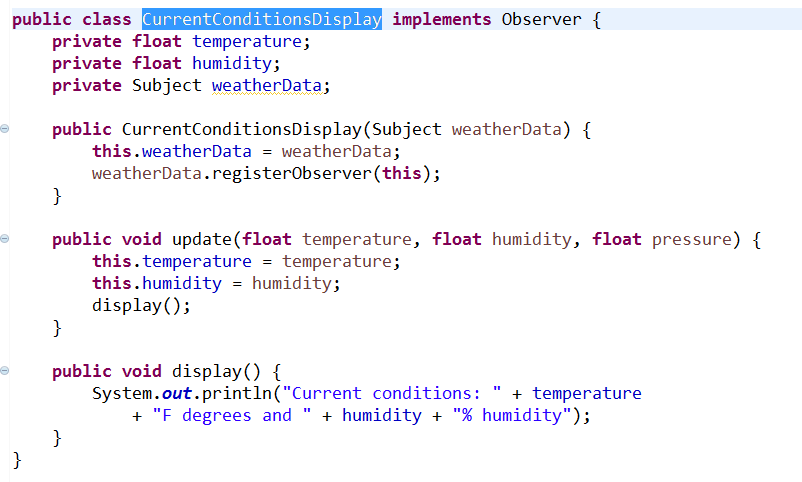 public class CurrentConditionsDisplay implements Observer {
    private float temperature;
    private float humidity;
    private Subject weatherData;

    public CurrentConditionsDisplay(Subject weatherData) {
        this.weatherData = weatherData;
        weatherData.registerObserver(this);
    }

    public void update(float temperature, float humidity, float pressure) {
        this.temperature = temperature;
        this.humidity = humidity;
        display();
    }

    public void display() {
        System.out.println("Current conditions: " + temperature
            + "F degrees and " + humidity + "% humidity");
    }
}